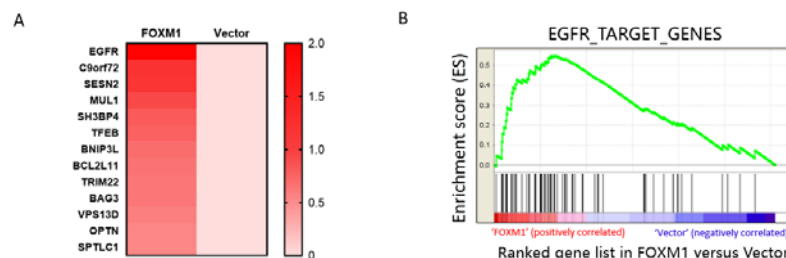 A
FOXM1 Vector
EGFR
C9orf72
SESN2
MUL1
SH3BP4
TFEB
BNIP3L
BCL2L11
TRIM22
BAG3
VPS13D
OPTN
SPTLC1
2.0
1.5
1.0
0.5
0
B
EGFR_TARGET_GENES
Enrichment score (ES)
0.5
0.4
0.3
0.2
0.1
0.0
'FOXM1' (positively correlated)
'Vector' (negatively correlated)
Ranked gene list in FOXM1 versus Vector